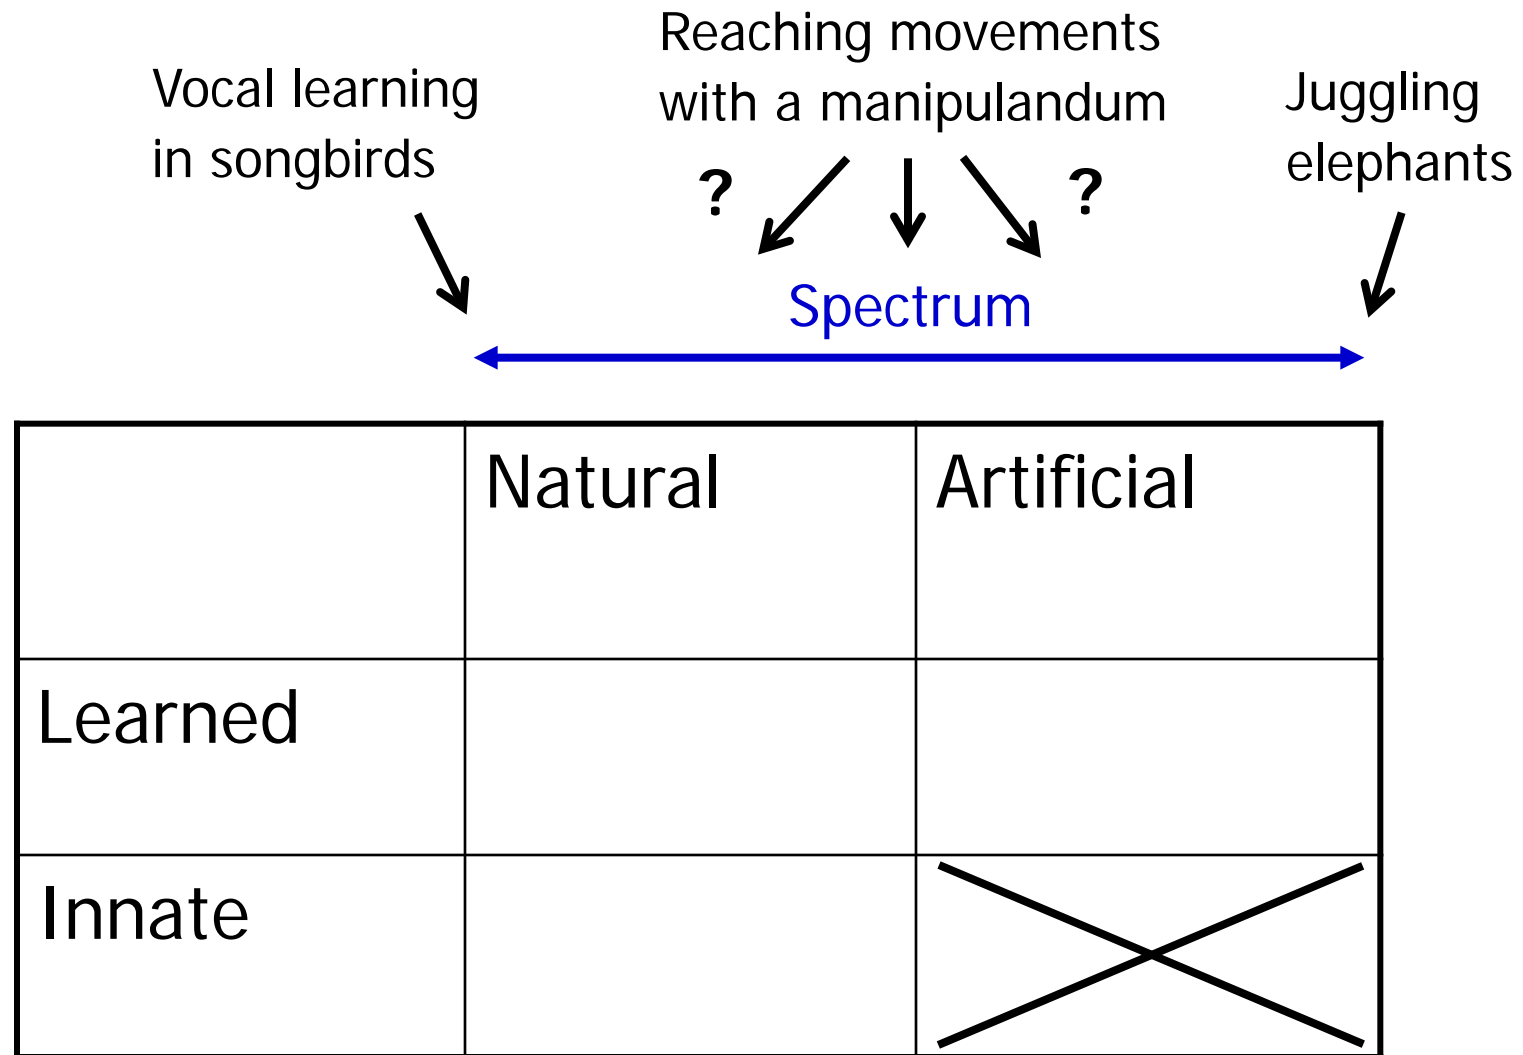 Reaching movements
with a manipulandum
Vocal learning
in songbirds
Juggling
elephants
? ?
Spectrum
Natural Artificial
Learned
Innate